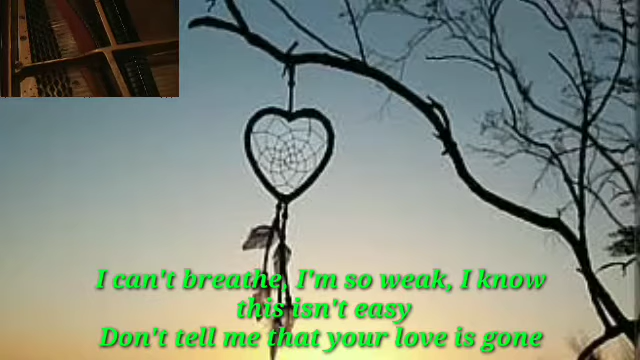 I can't breathe, I'm so weak, I know
this isn't easy
Don't tell me that your love is gone